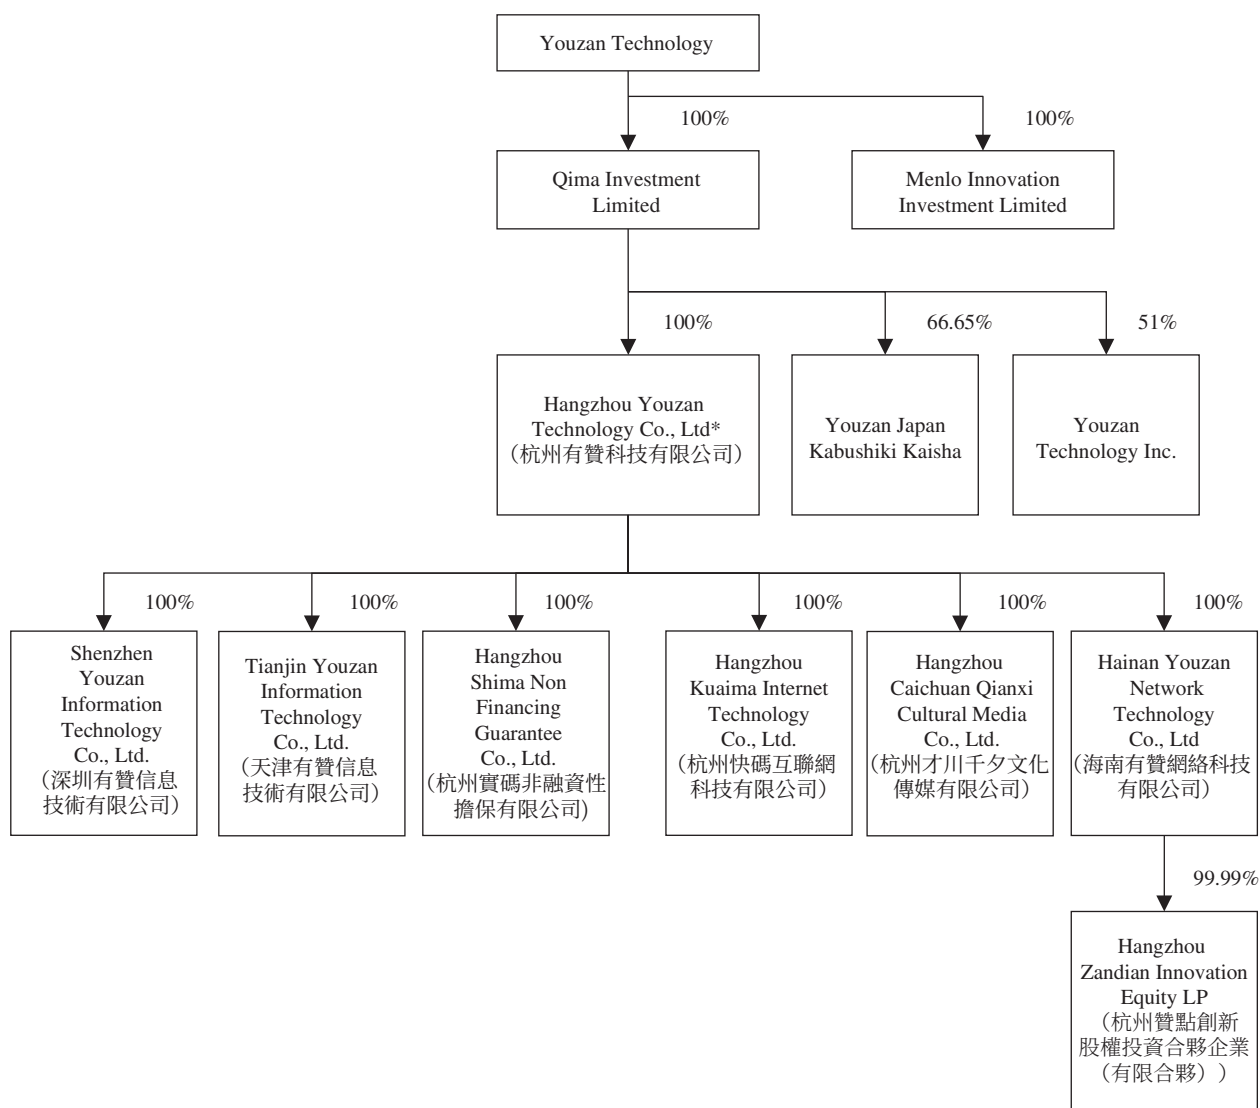 Youzan Technology
100%
100%
Qima Investment
Limited
Menlo Innovation
Investment Limited
100%
66.65%
51%
Hangzhou Youzan
Technology Co., Ltd*
（杭州有贊科技有限公司）
Youzan Japan
Kabushiki Kaisha
Youzan
Technology Inc.
100%
100%
100%
100%
100%
100%
Shenzhen
Youzan
Information
Technology
Co., Ltd.
（深圳有贊信息
技術有限公司）
Tianjin Youzan
Information
Technology
Co., Ltd.
（天津有贊信息
技術有限公司）
Hangzhou
Shima Non
Financing
Guarantee
Co., Ltd.
（杭州實碼非融資性
擔保有限公司)
Hangzhou
Kuaima Internet
Technology
Co., Ltd.
（杭州快碼互聯網
科技有限公司）
Hangzhou
Caichuan Qianxi
Cultural Media
Co., Ltd.
（杭州才川千夕文化
傳媒有限公司）
Hainan Youzan
Network
Technology
Co., Ltd
（海南有贊網絡科技
有限公司）
99.99%
Hangzhou
Zandian Innovation
Equity LP
（杭州贊點創新
股權投資合夥企業
（有限合夥））